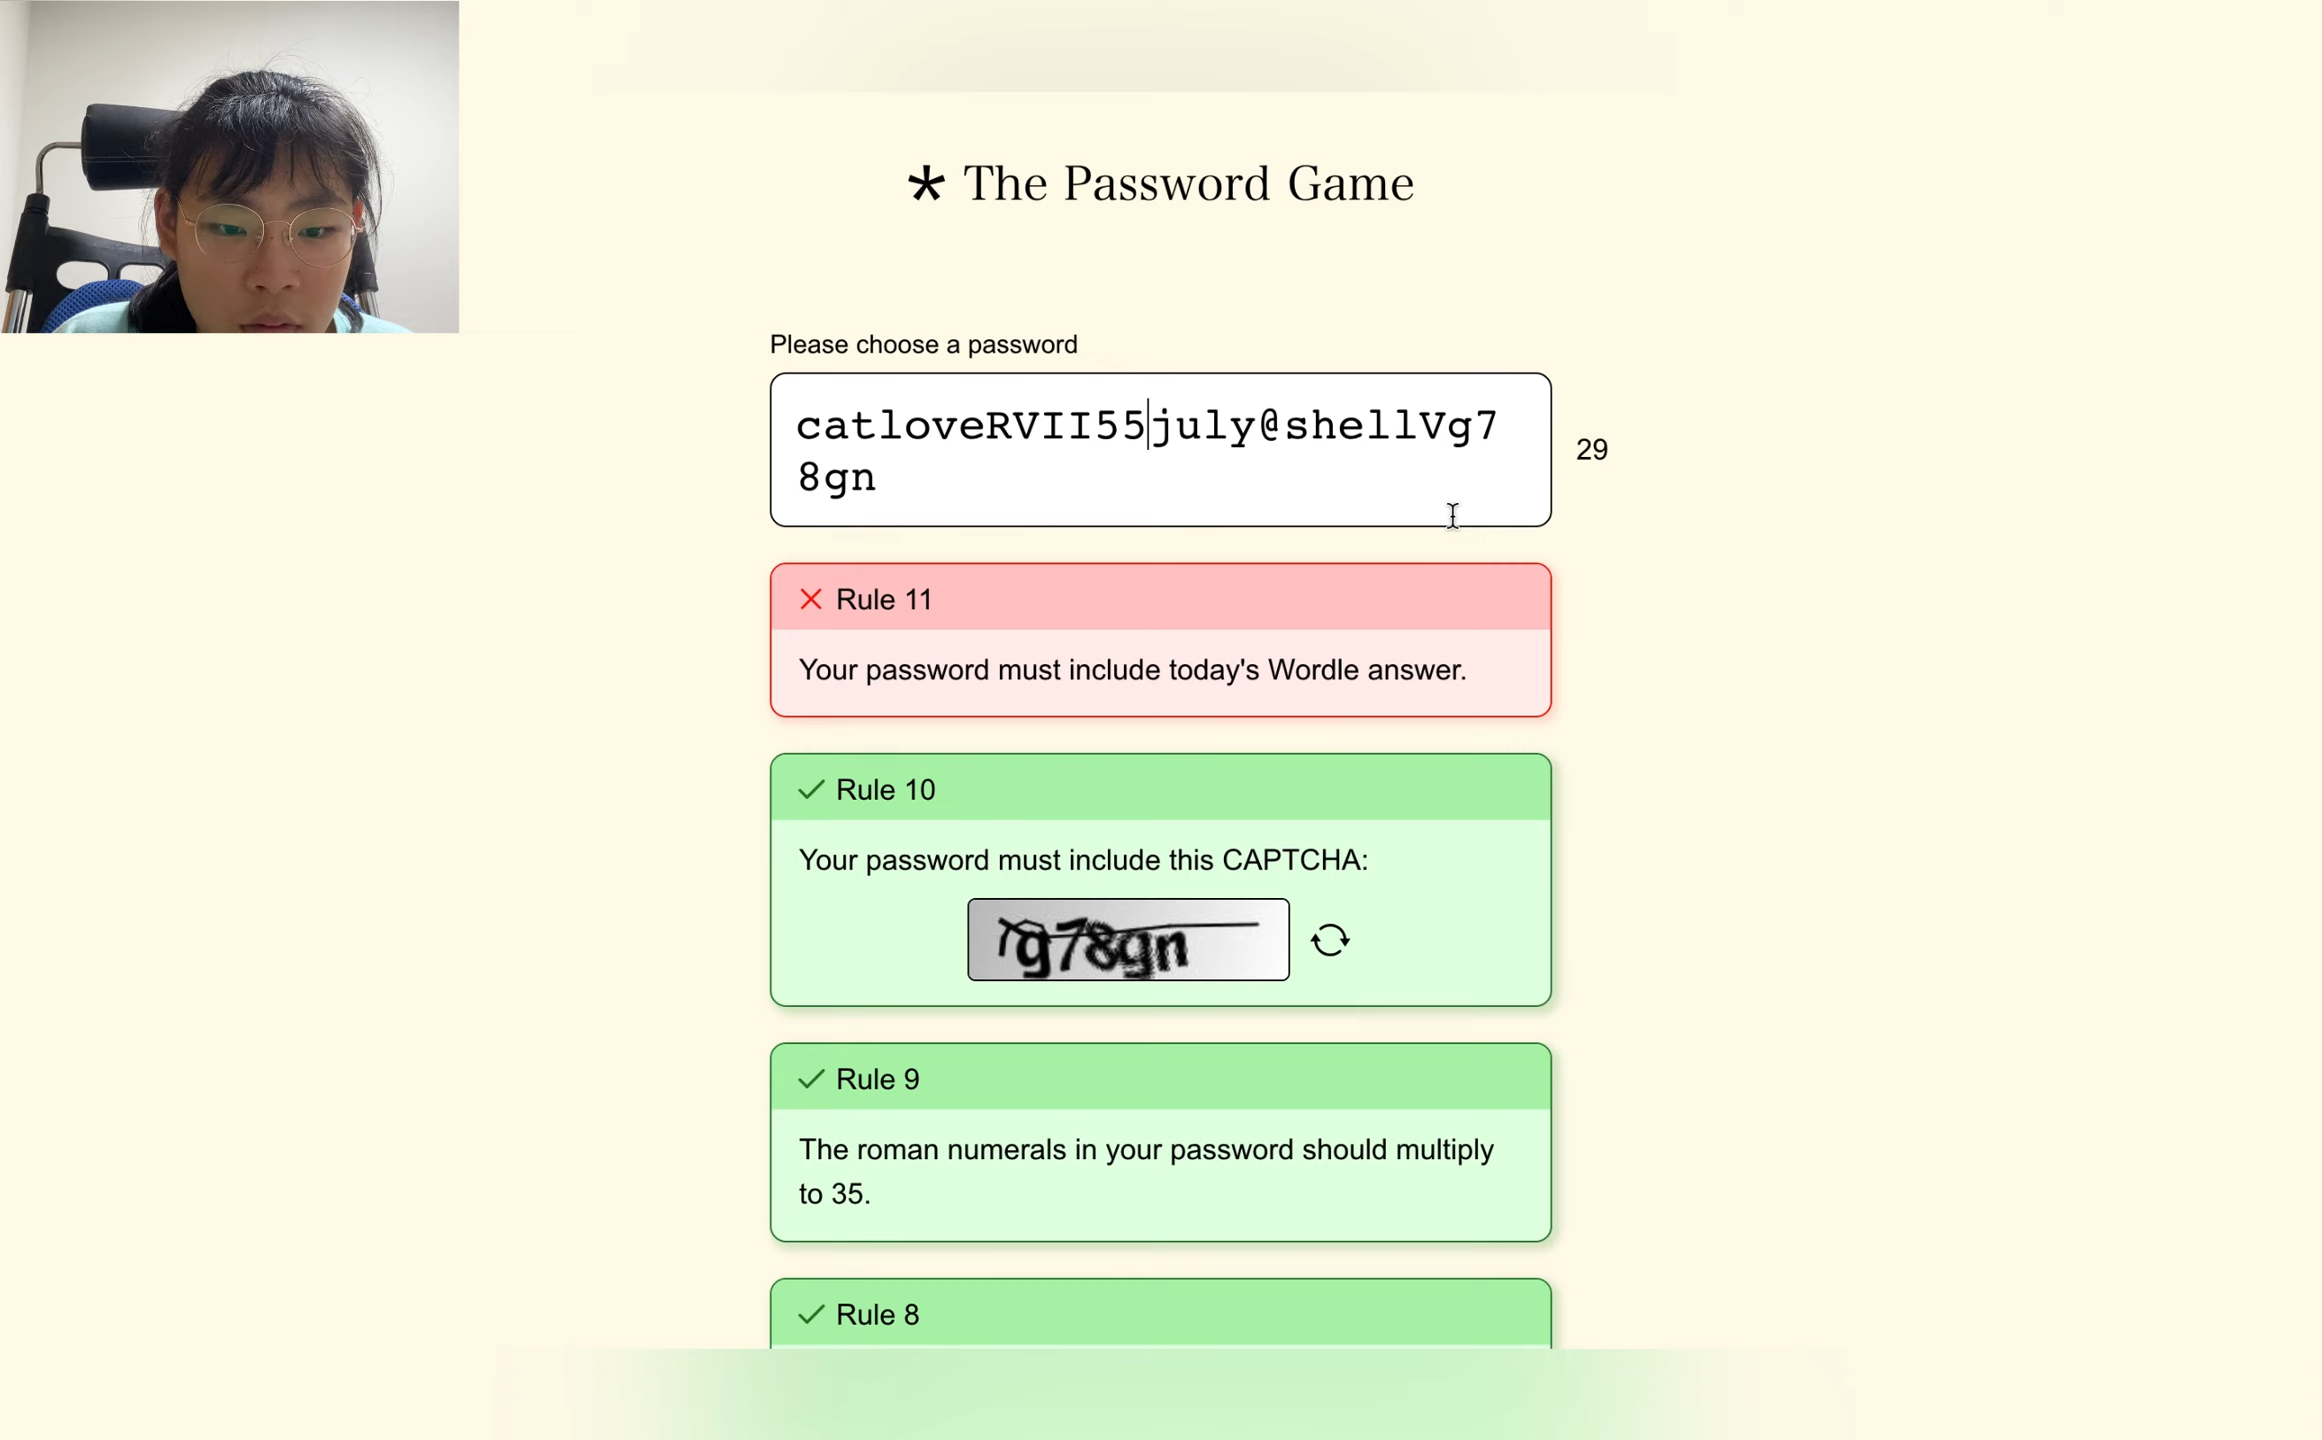 * The Password Game
Please choose a password
catloveRVII55july@shellVg7
8gn
29
Rule 11
Your password must include today's Wordle answer.
Rule 10
Your password must include this CAPTCHA:
g78gn
Rule 9
The roman numerals in your password should multiply
to 35.
Rule 8